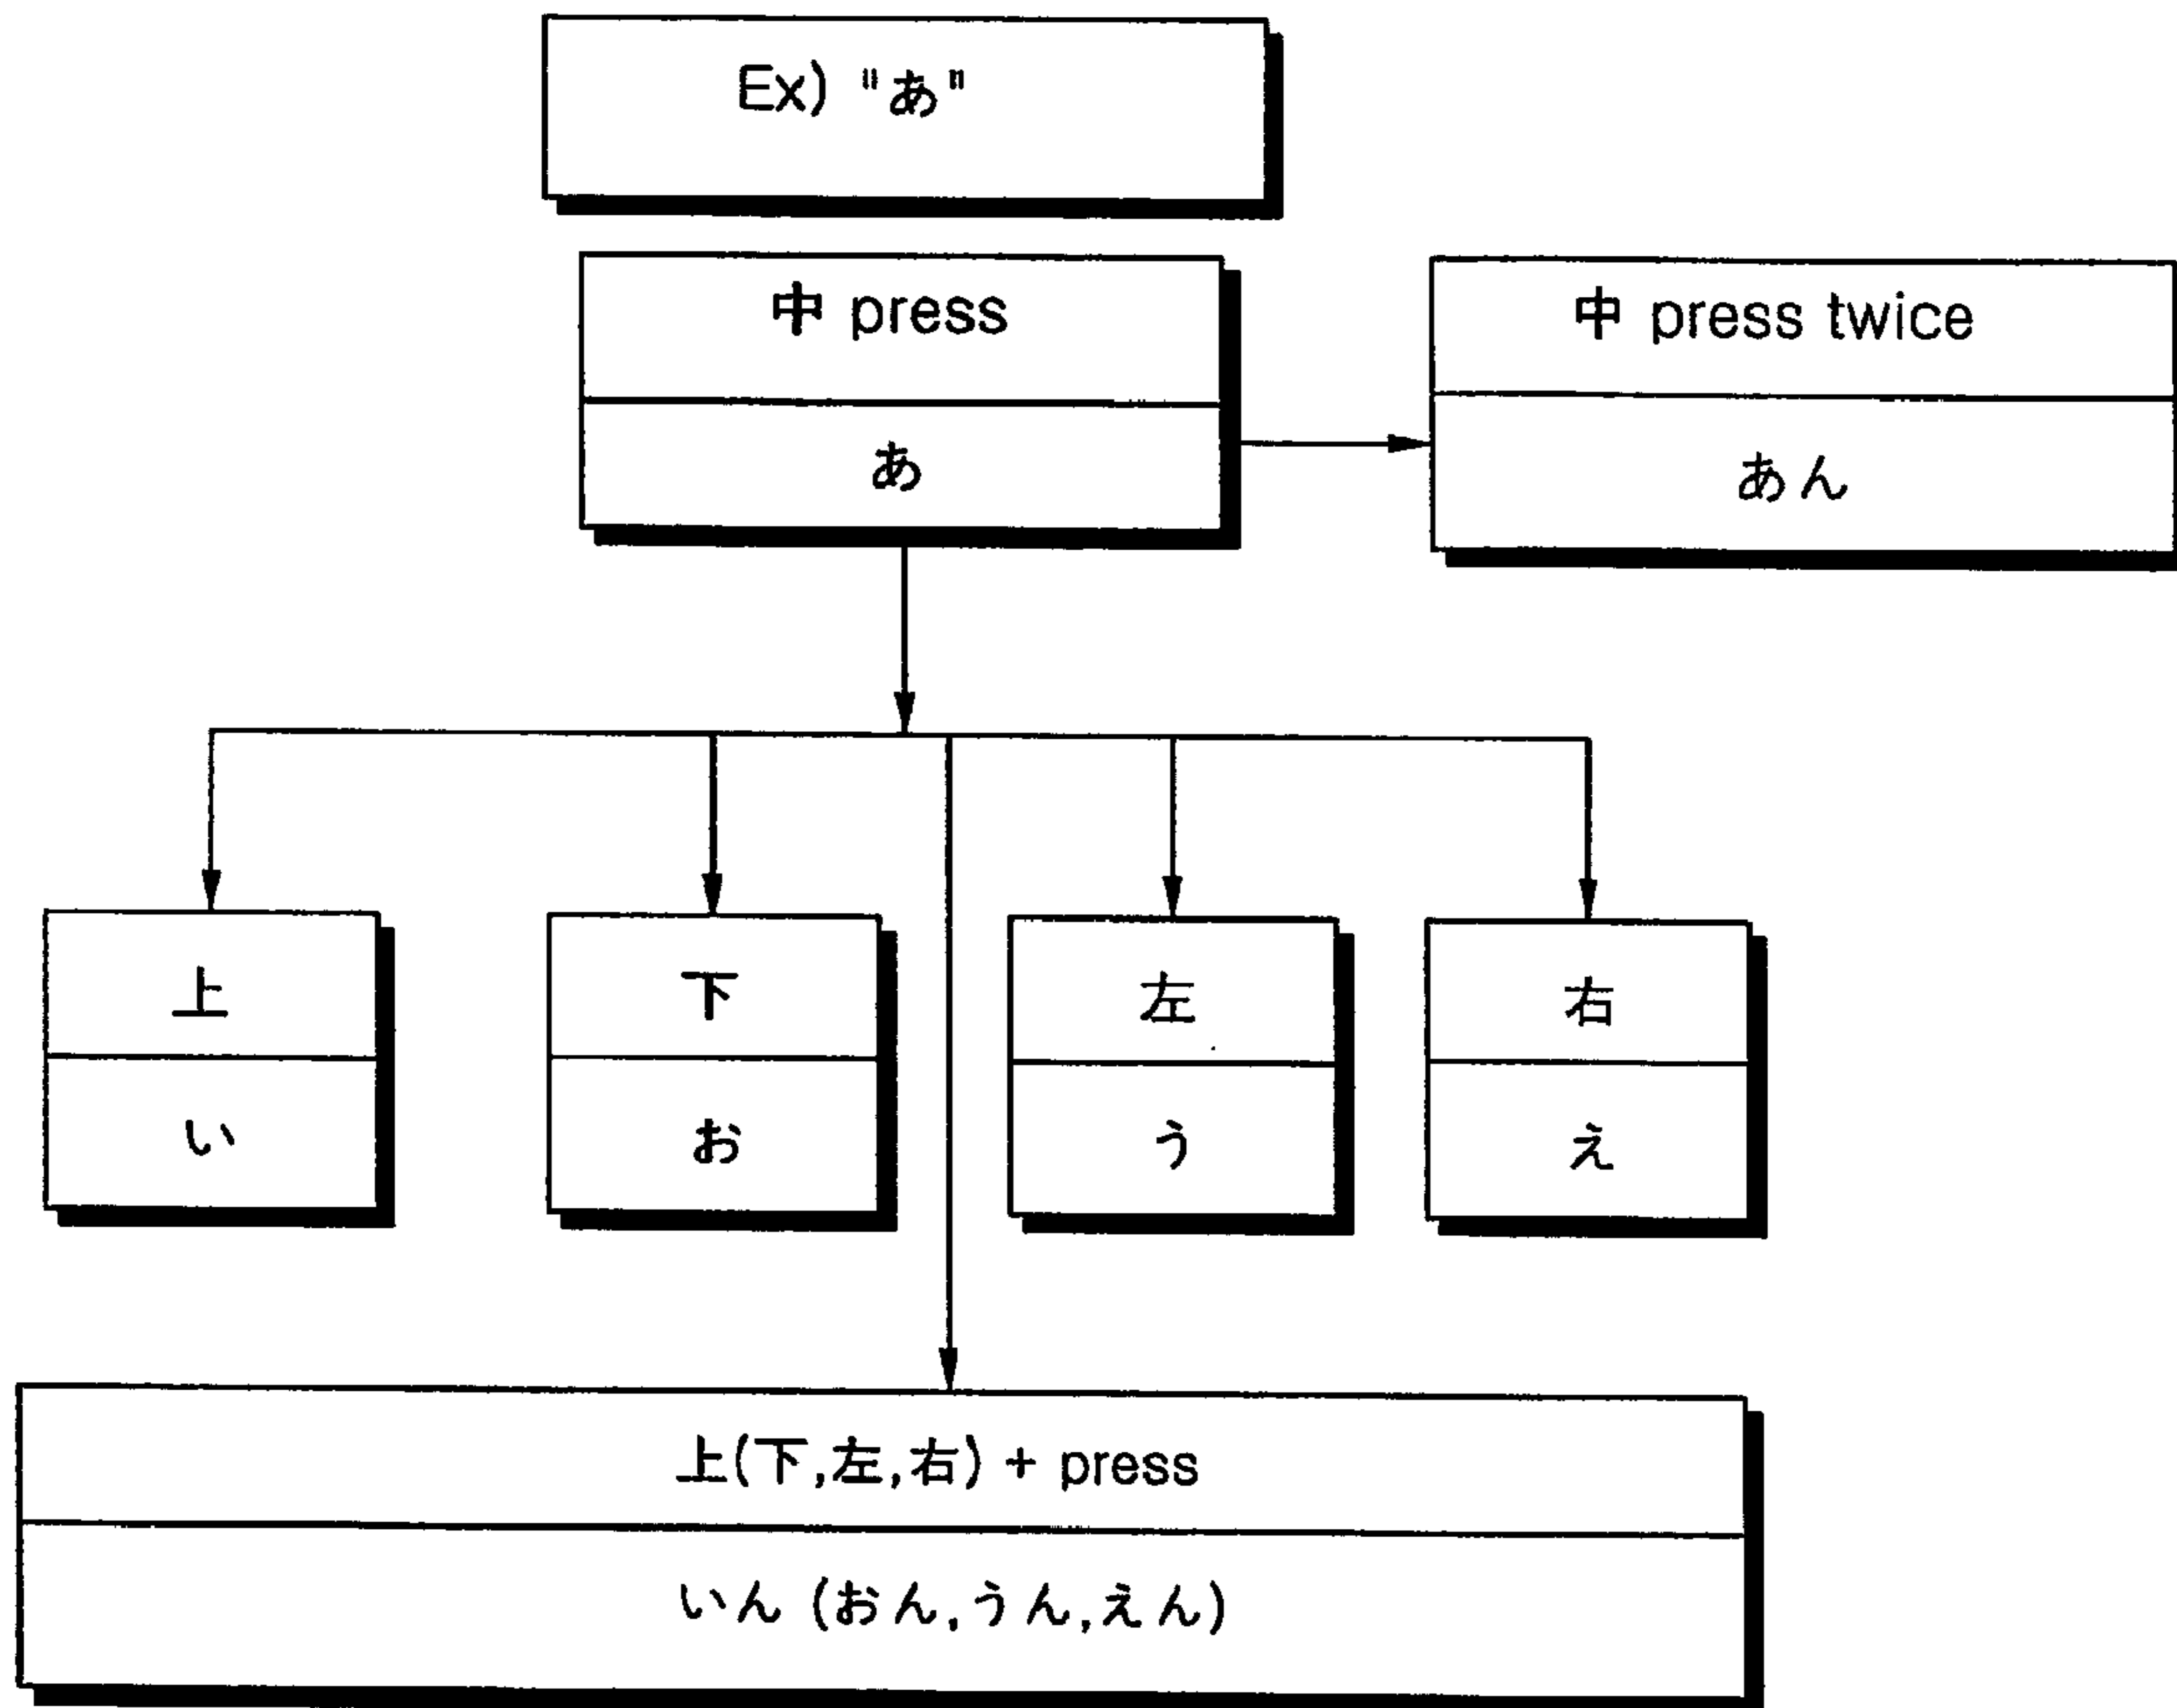 Ex) "あ"
中 press
あ
中 press twice
あん
上
い
下
お
左
う
右
え
上(下,左,右) + press
いん (おん,うん,えん)